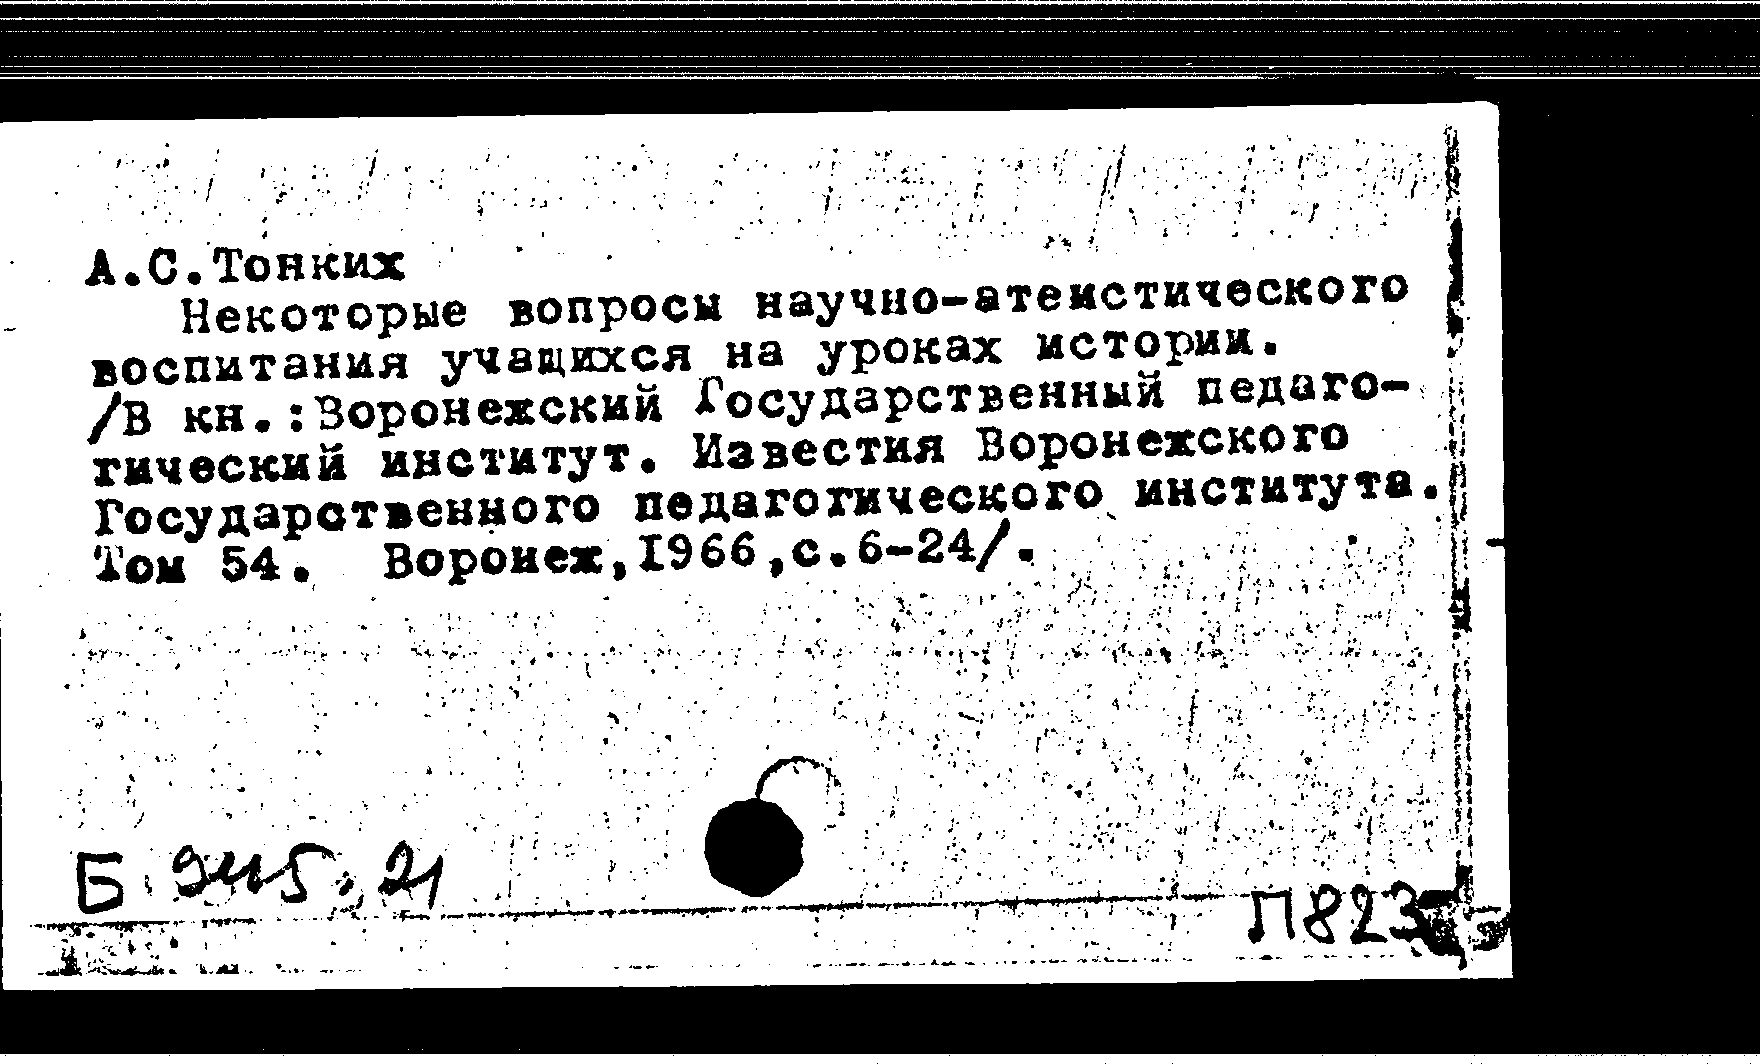 А.С.Тонких
Некоторые вопросы научно-атеистического
воспитания учащихся на уроках истории.
/В кн.:Воронежский Государственный педаго-
гический институт. Известия Воронежского
Государственного педагогического института.
Том 54. Воронеж,I966,с.6-24/.
Б 945.21
П823